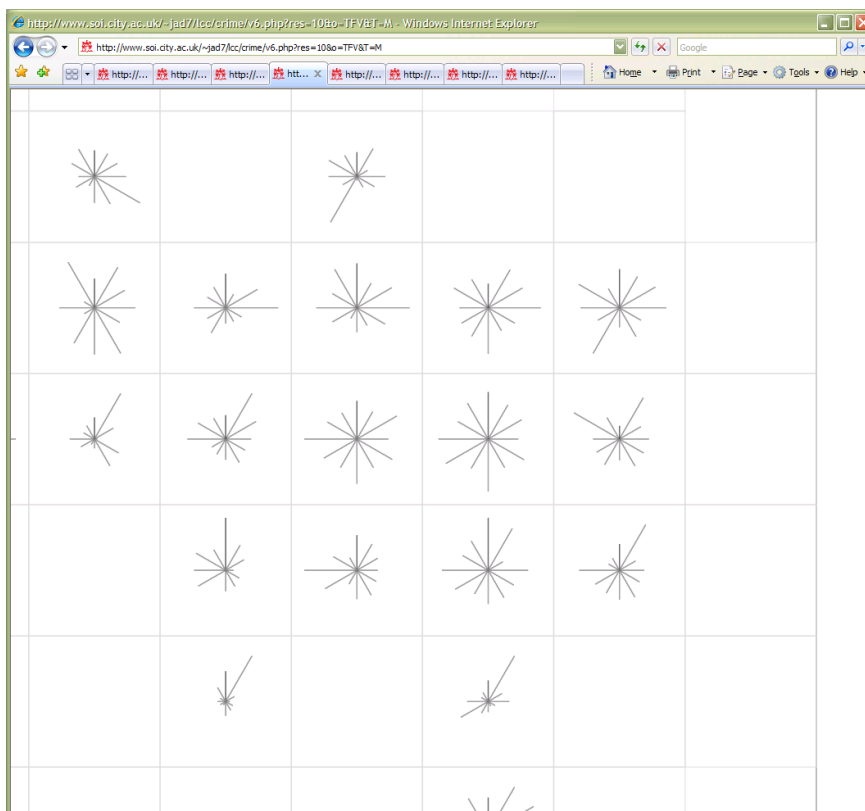 http://www.soi.city.ac.uk/~jad7/lcc/crime/v6.php?res=10&o=TFV&T=M - Windows Internet Explorer
http://www.soi.city.ac.uk/~jad7/lcc/crime/v6.php?res=10&o=TFV&T=M
Google
http://... http://... http://... htt... http://... http://... http://... http://... Home Print Page Tools Help